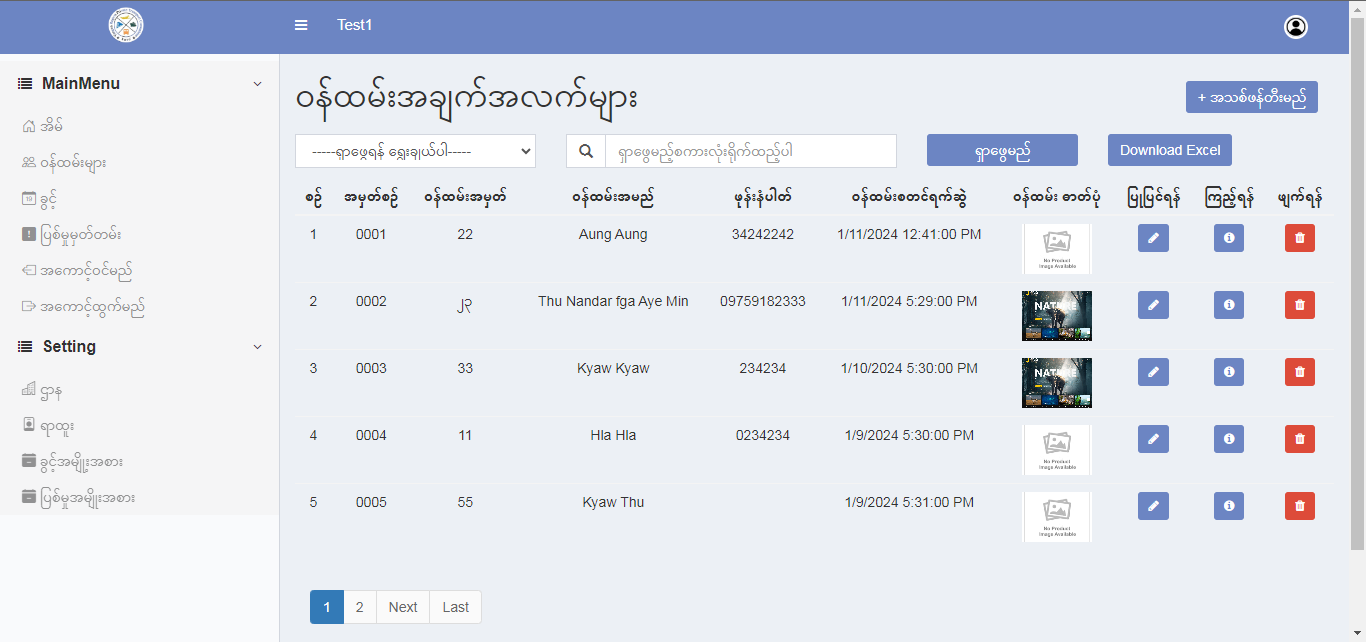 Test1
MainMenu
အိမ်
ဝန်ထမ်းများ
ခွင့်
ပြစ်မှုမှတ်တမ်း
အကောင့်ဝင်မည်
အကောင့်ထွက်မည်
Setting
ဌာန
ရာထူး
ခွင့်အမျိုးအစား
ပြစ်မှုအမျိုးအစား
ဝန်ထမ်းအချက်အလက်များ
+ အသစ်ဖန်တီးမည်
-----ရှာဖွေရန် ရွေးချယ်ပါ-----
ရှာဖွေမည့်စကားလုံးရိုက်ထည့်ပါ
ရှာဖွေမည်
Download Excel
စဉ် အမှတ်စဉ် ဝန်ထမ်းအမှတ် ဝန်ထမ်းအမည် ဖုန်းနံပါတ် ဝန်ထမ်းစတင်ရက်ဆွဲ ဝန်ထမ်း ဓာတ်ပုံ ပြုပြင်ရန် ကြည့်ရန် ဖျက်ရန်
1 0001 22 Aung Aung 34242242 1/11/2024 12:41:00 PM
No Product
Image Available
2 0002 ၂၃ Thu Nandar fga Aye Min 09759182333 1/11/2024 5:29:00 PM
NATURE
3 0003 33 Kyaw Kyaw 234234 1/10/2024 5:30:00 PM
NATURE
4 0004 11 Hla Hla 0234234 1/9/2024 5:30:00 PM
No Product
Image Available
5 0005 55 Kyaw Thu 1/9/2024 5:31:00 PM
No Product
Image Available
1 2 Next Last